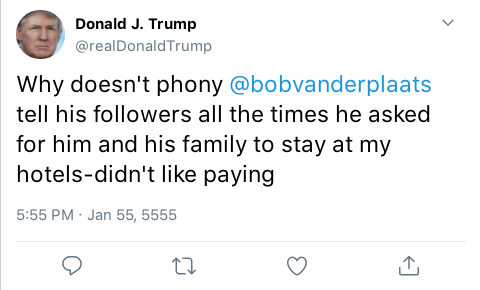 Donald J. Trump
@realDonaldTrump
Why doesn't phony @bobvanderplaats
tell his followers all the times he asked
for him and his family to stay at my
hotels-didn't like paying
5:55 PM · Jan 55, 5555